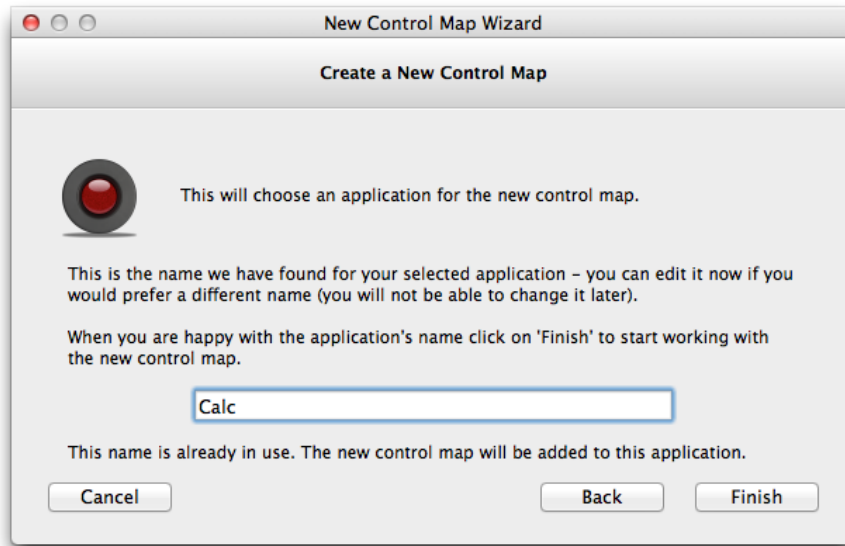 New Control Map Wizard
Create a New Control Map
This will choose an application for the new control map.
This is the name we have found for your selected application – you can edit it now if you
would prefer a different name (you will not be able to change it later).
When you are happy with the application's name click on 'Finish' to start working with
the new control map.
Calc
This name is already in use. The new control map will be added to this application.
Cancel
Back
Finish